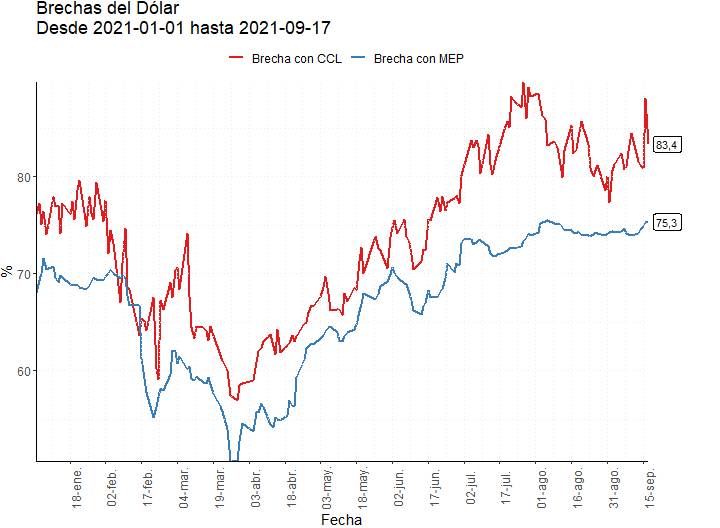 Brechas del Dólar
Desde 2021-01-01 hasta 2021-09-17
Brecha con CCL Brecha con MEP
83,4
80
75,3
70
%
60
18-ene.
02-feb.
17-feb.
04-mar.
19-mar.
03-abr.
18-abr.
03-may.
18-may.
02-jun.
17-jun.
02-jul.
17-jul.
01-ago.
16-ago.
31-ago.
15-sep.
Fecha